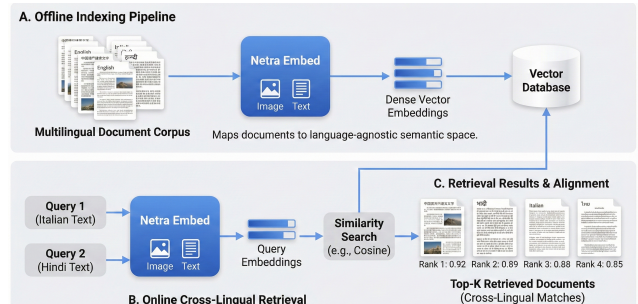 A. Offline Indexing Pipeline
English
English
Netra Embed
Image Text
Multilingual Document Corpus
Dense Vector
Embeddings
Vector
Database
Maps documents to language-agnostic semantic space.
C. Retrieval Results & Alignment
Query 1
(Italian Text)
Query 2
(Hindi Text)
Netra Embed
Image Text
Query
Embeddings
Similarity
Search
(e.g., Cosine)
Italian
Rank 1: 0.92 Rank 2: 0.89 Rank 3: 0.88 Rank 4: 0.85
Top-K Retrieved Documents
(Cross-Lingual Matches)
B. Online Cross-Lingual Retrieval